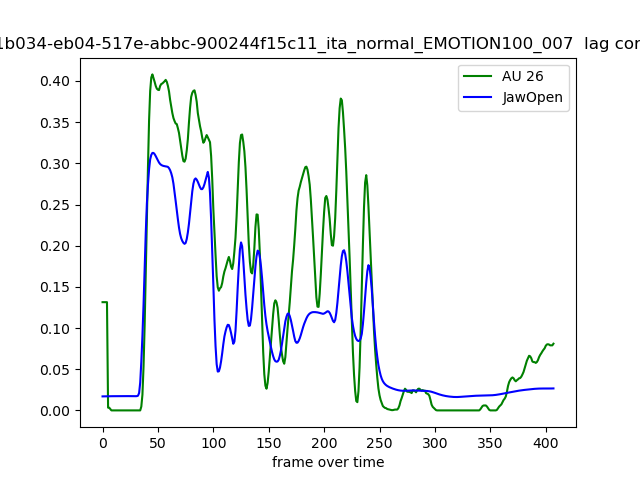 1b034-eb04-517e-abbc-900244f15c11_ita_normal_EMOTION100_007 lag cor
AU 26
JawOpen
0.40
0.35
0.30
0.25
0.20
0.15
0.10
0.05
0.00
0 50 100 150 200 250 300 350 400
frame over time